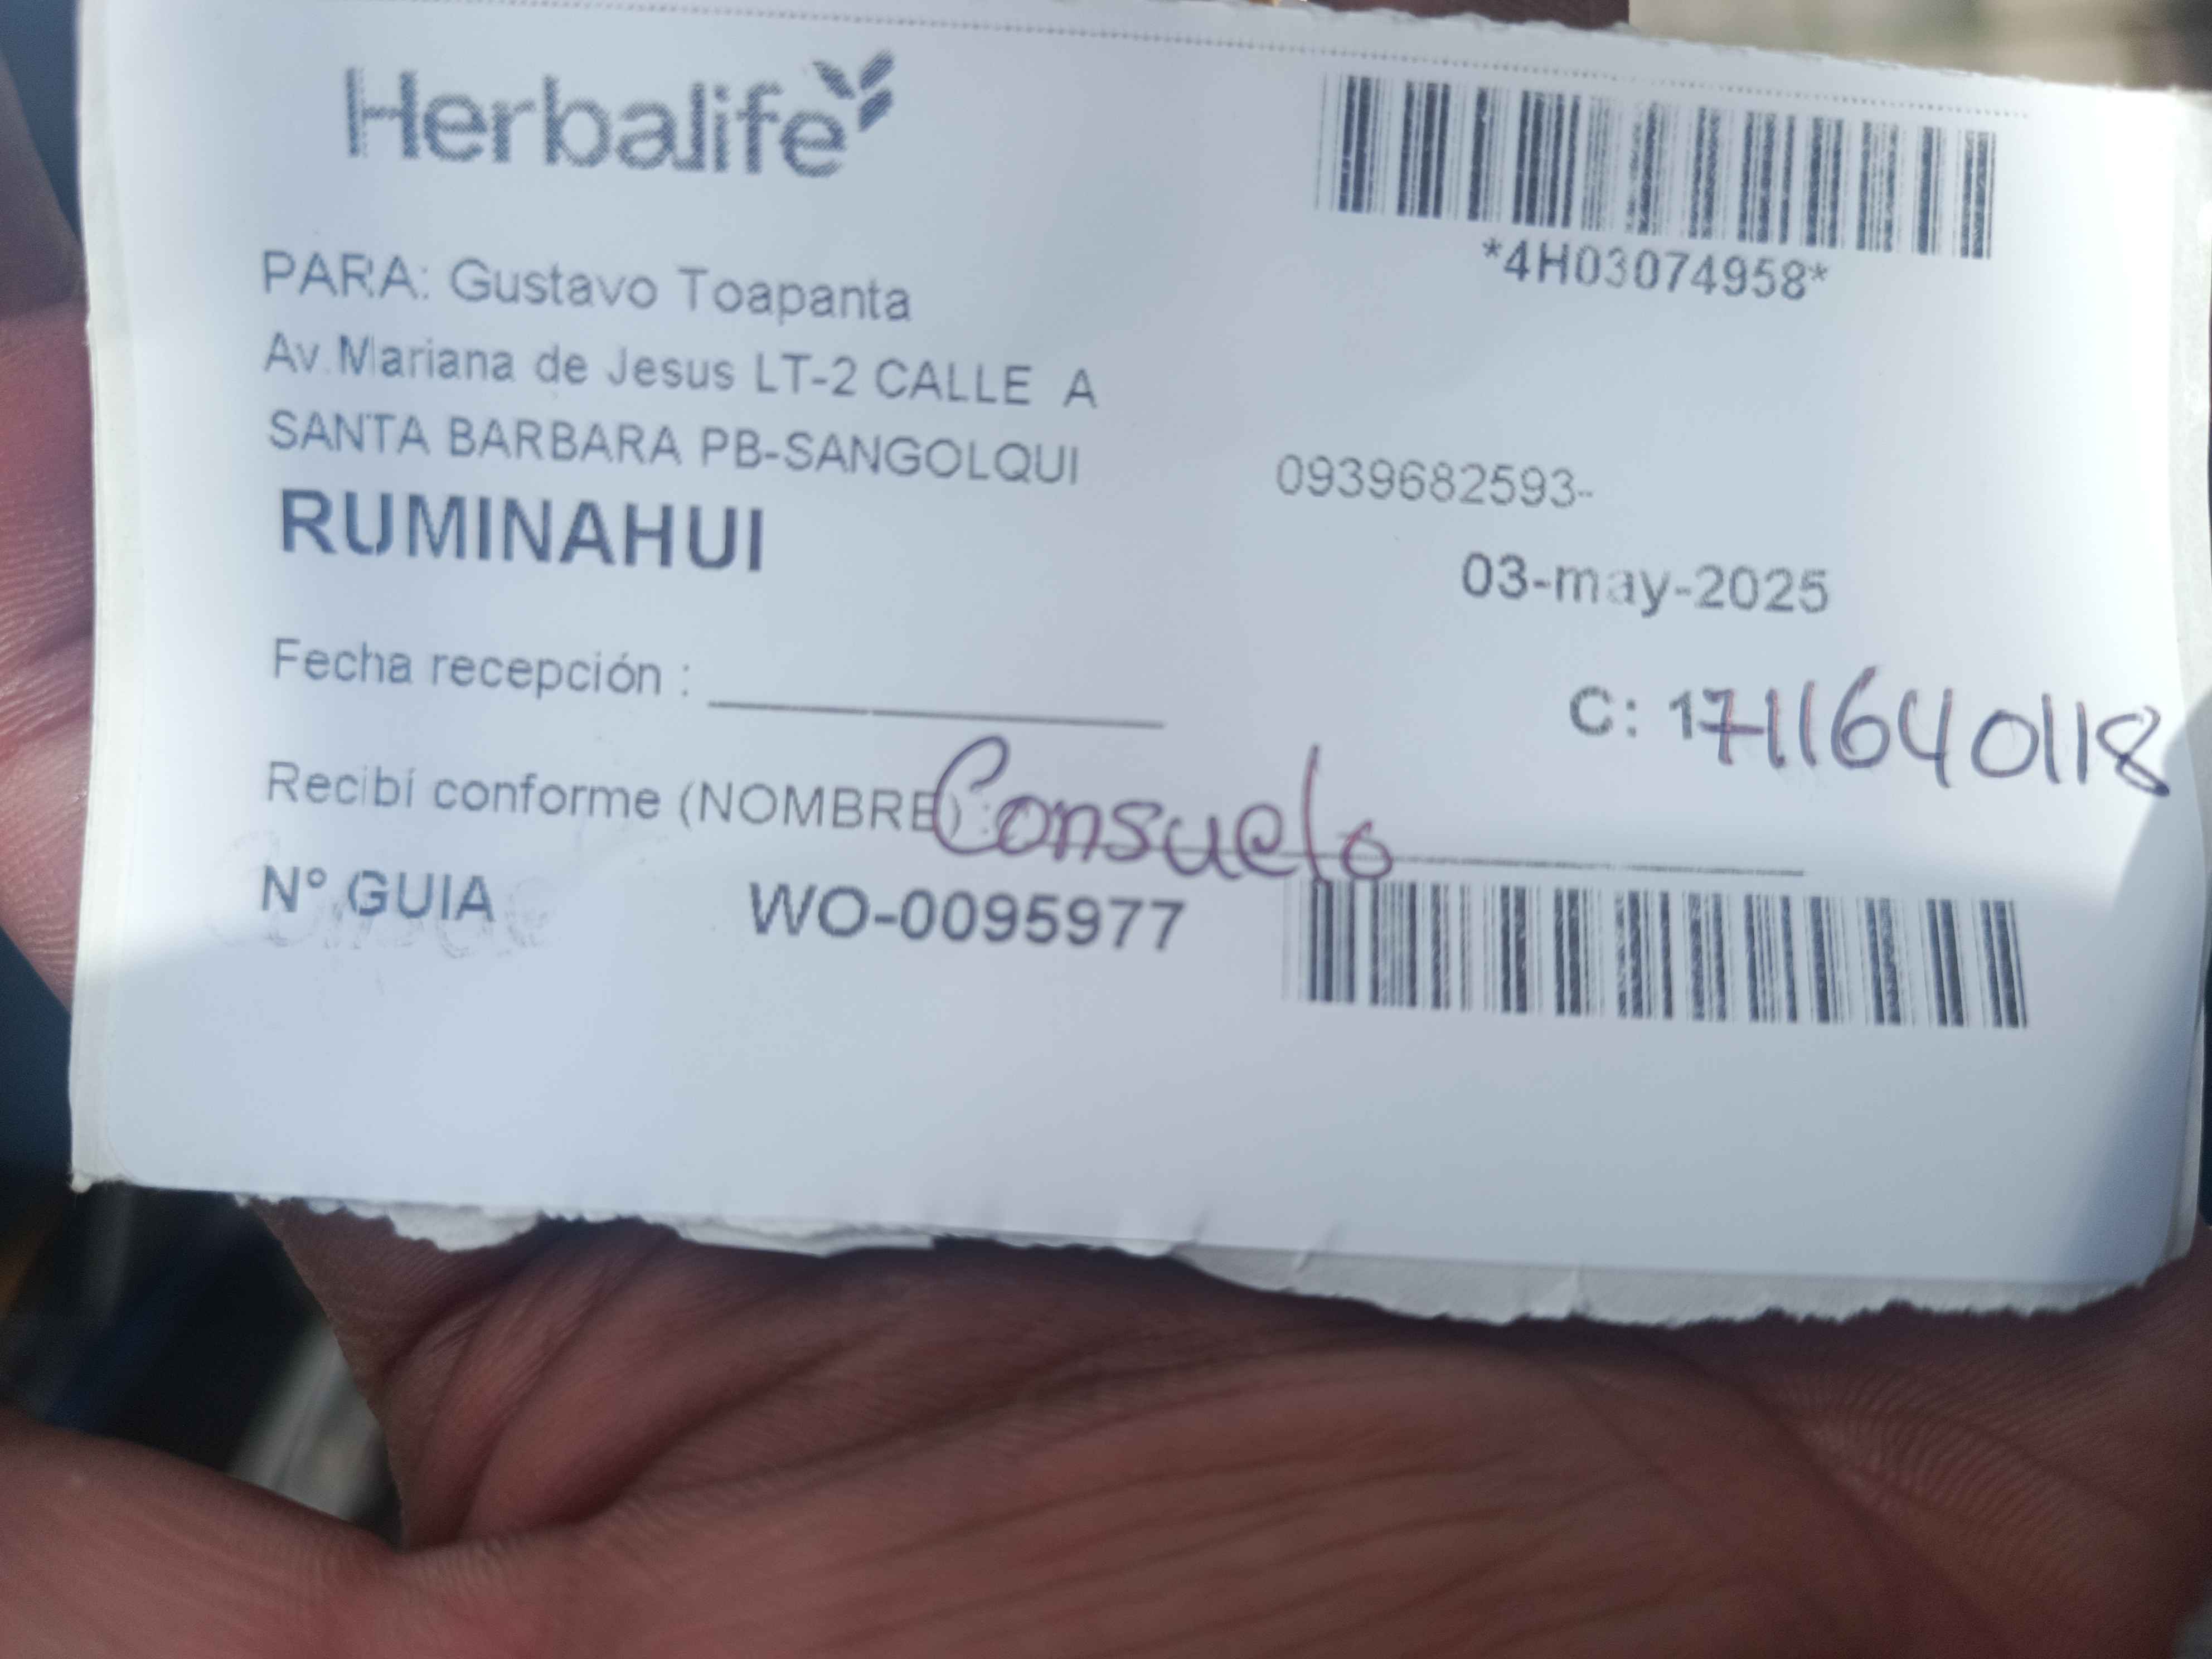 Herbalife
*4H03074958*
PARA: Gustavo Toapanta
Av.Mariana de Jesus LT-2 CALLE A
SANTA BARBARA PB-SANGOLQUI
0939682593-
RUMINAHUI
03-may-2025
Fecha recepción :
C: 1711640118
Recibí conforme (NOMBRE) Consuelo
N° GUIA WO-0095977